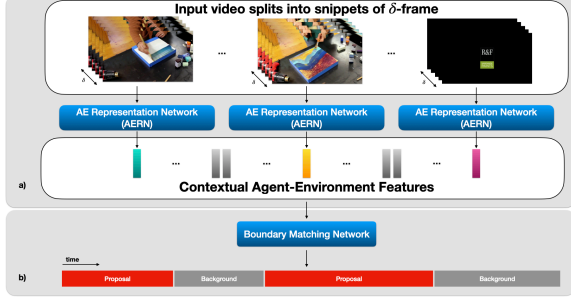 Input video splits into snippets of δ-frame
...
...
R&F
δ
δ
δ
AE Representation Network
(AERN)
AE Representation Network
(AERN)
AE Representation Network
(AERN)
...
...
...
...
a)
Contextual Agent-Environment Features
Boundary Matching Network
time
b)
Proposal
Background
Proposal
Background